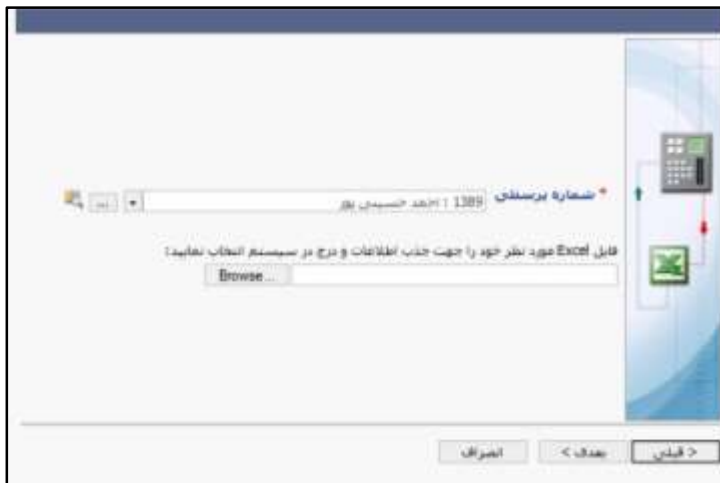 * شماره پرسنلی 1389 : احمد حسینی پور ...
فایل Excel مورد نظر خود را جهت جذب اطلاعات و درج در سیستم انتخاب نمایید:
Browse...
< قبلی بعدی > انصراف